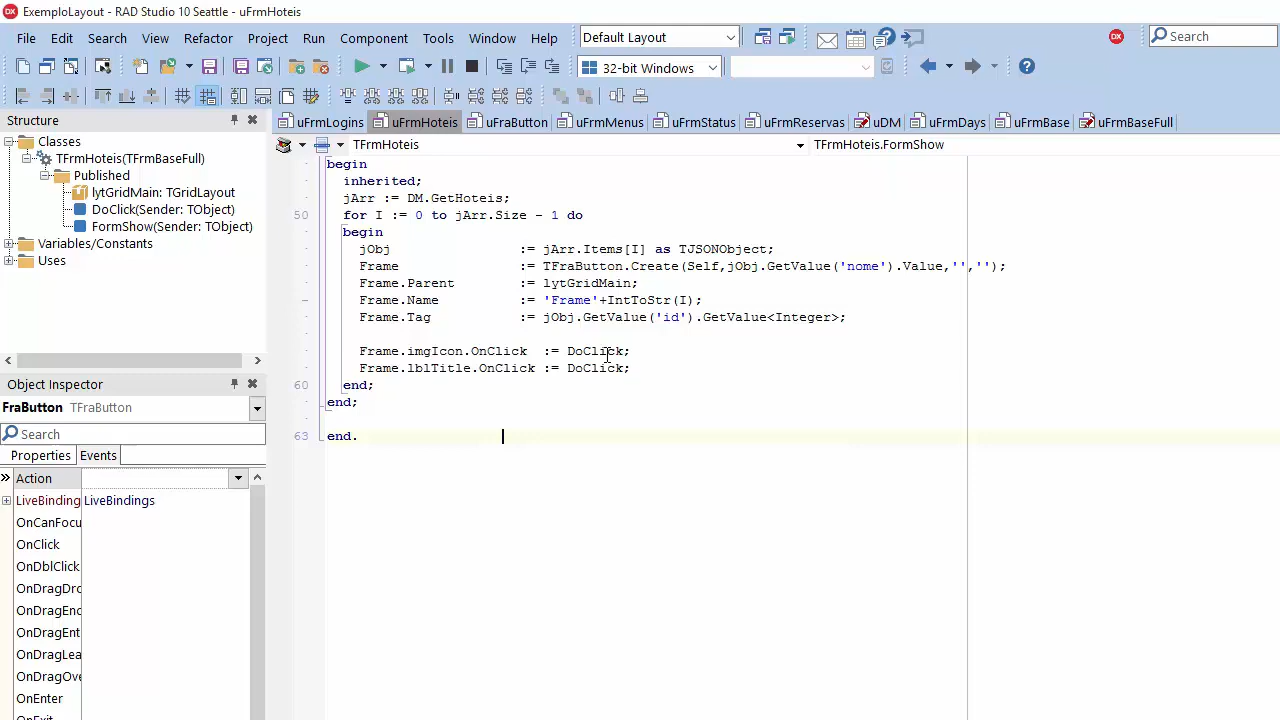 ExemploLayout - RAD Studio 10 Seattle - uFrmHoteis
File Edit Search View Refactor Project Run Component Tools Window Help
Default Layout
Search
32-bit Windows
Structure
uFrmLogins uFrmHoteis uFraButton uFrmMenus uFrmStatus uFrmReservas uDM uFrmDays uFrmBase uFrmBaseFull
TFrmHoteis
TFrmHoteis.FormShow
Classes
TFrmHoteis(TFrmBaseFull)
Published
lytGridMain: TGridLayout
DoClick(Sender: TObject)
FormShow(Sender: TObject)
Variables/Constants
Uses
Object Inspector
FraButton TFraButton
Search
Properties Events
Action
LiveBinding LiveBindings
OnCanFocu
OnClick
OnDblClick
OnDragDro
OnDragEnd
OnDragEnt
OnDragLea
OnDragOve
OnEnter
OnExit
begin
inherited;
jArr := DM.GetHoteis;
50 for I := 0 to jArr.Size - 1 do
begin
jObj := jArr.Items[I] as TJSONObject;
Frame := TFraButton.Create(Self,jObj.GetValue('nome').Value,'','');
Frame.Parent := lytGridMain;
Frame.Name := 'Frame'+IntToStr(I);
Frame.Tag := jObj.GetValue('id').GetValue<Integer>;
Frame.imgIcon.OnClick := DoClick;
Frame.lblTitle.OnClick := DoClick;
60 end;
end;
63 end.